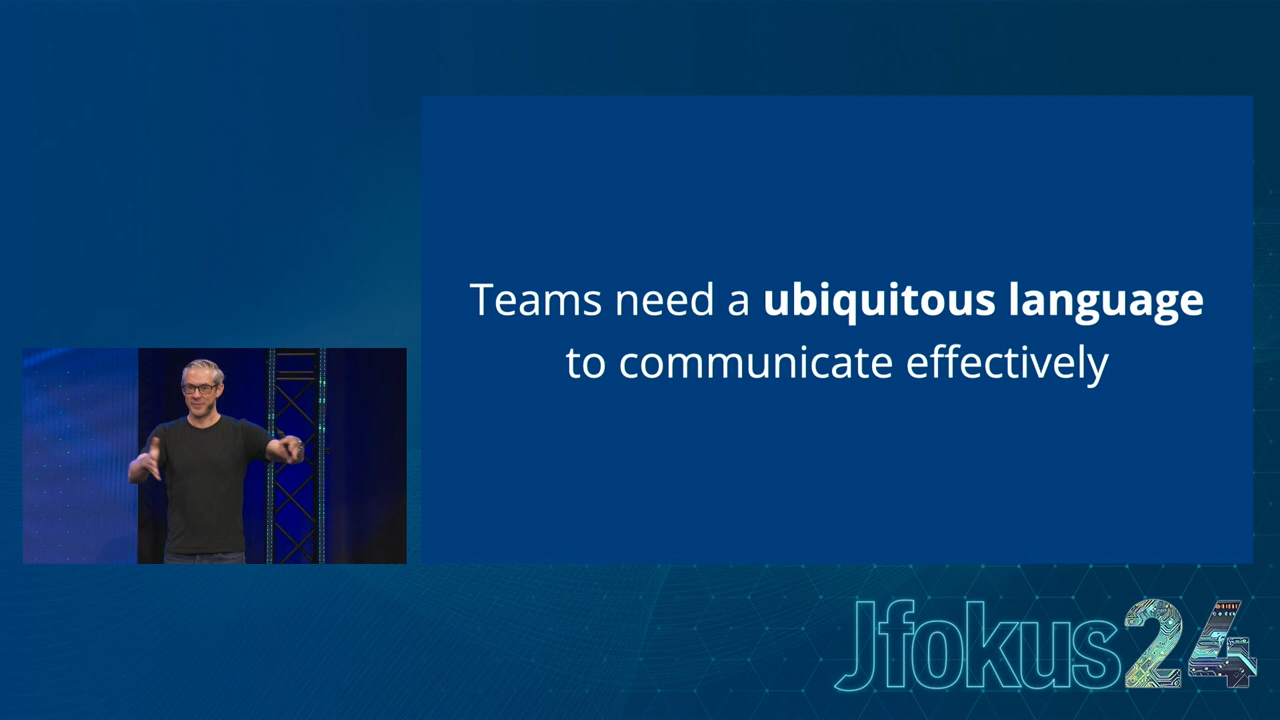 Teams need a ubiquitous language
to communicate effectively
Jfokus24